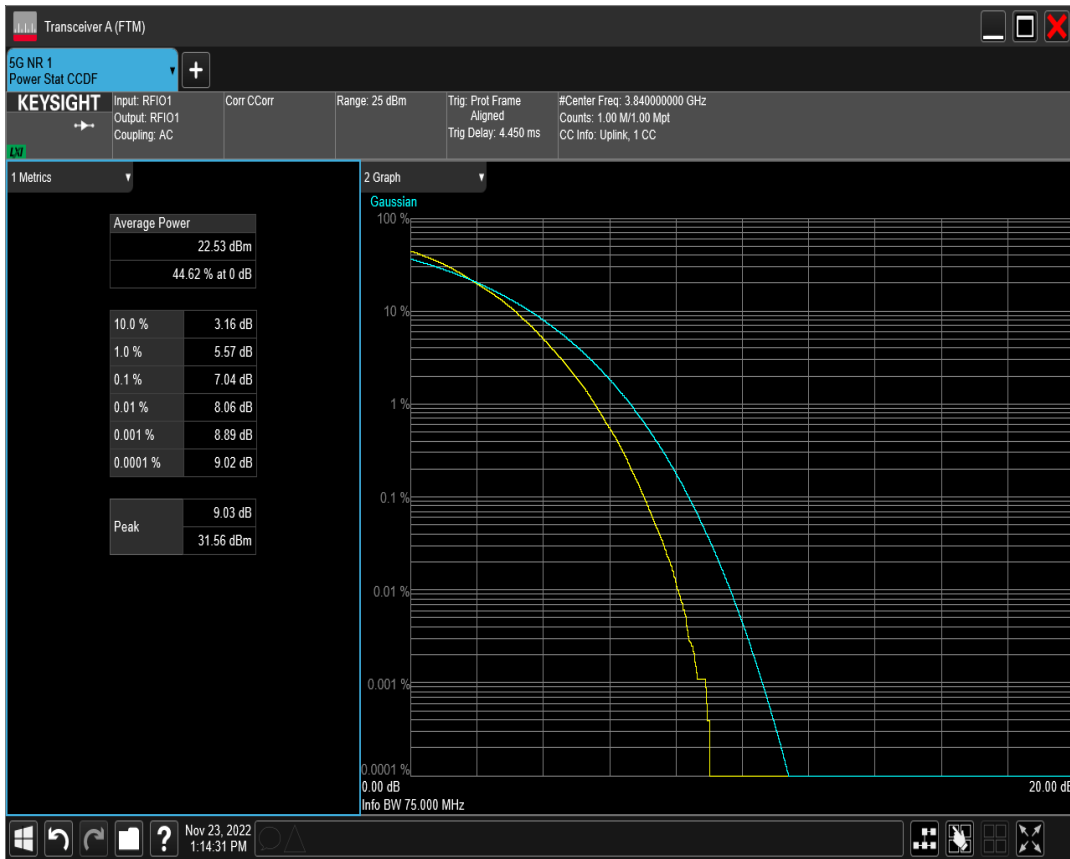 Transceiver A (FTM)
5G NR 1
Power Stat CCDF
+
KEYSIGHT
LXI
Input: RFIO1
Output: RFIO1
Coupling: AC
Corr CCorr
Range: 25 dBm
Trig: Prot Frame
Aligned
Trig Delay: 4.450 ms
#Center Freq: 3.840000000 GHz
Counts: 1.00 M/1.00 Mpt
CC Info: Uplink, 1 CC
1 Metrics
Average Power
22.53 dBm
44.62 % at 0 dB
10.0 % 3.16 dB
1.0 % 5.57 dB
0.1 % 7.04 dB
0.01 % 8.06 dB
0.001 % 8.89 dB
0.0001 % 9.02 dB
Peak
9.03 dB
31.56 dBm
2 Graph
Gaussian
100 %
10 %
1 %
0.1 %
0.01 %
0.001 %
0.0001 %
0.00 dB 20.00 dB
Info BW 75.000 MHz
?
Nov 23, 2022
1:14:31 PM